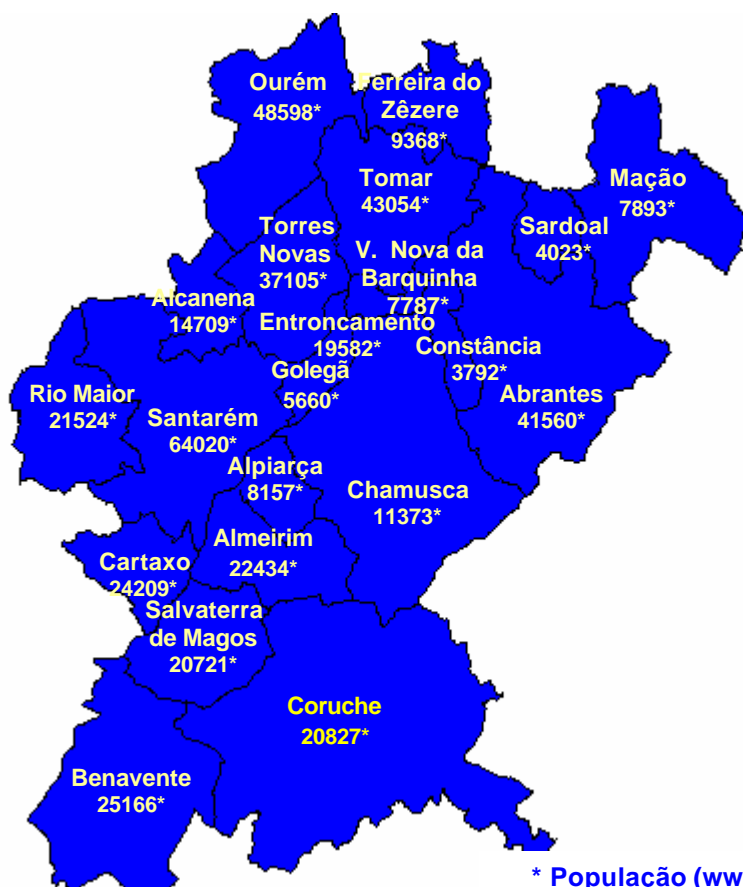 Ourém
48598*
Ferreira do
Zêzere
9368*
Tomar
43054*
Mação
7893*
Sardoal
4023*
Torres
Novas
37105*
V. Nova da
Barquinha
7787*
Alcanena
14709*
Entroncamento
19582*
Constância
3792*
Golegã
5660*
Abrantes
41560*
Rio Maior
21524*
Santarém
64020*
Alpiarça
8157*
Chamusca
11373*
Almeirim
22434*
Cartaxo
24209*
Salvaterra
de Magos
20721*
Coruche
20827*
Benavente
25166*
* População (ww